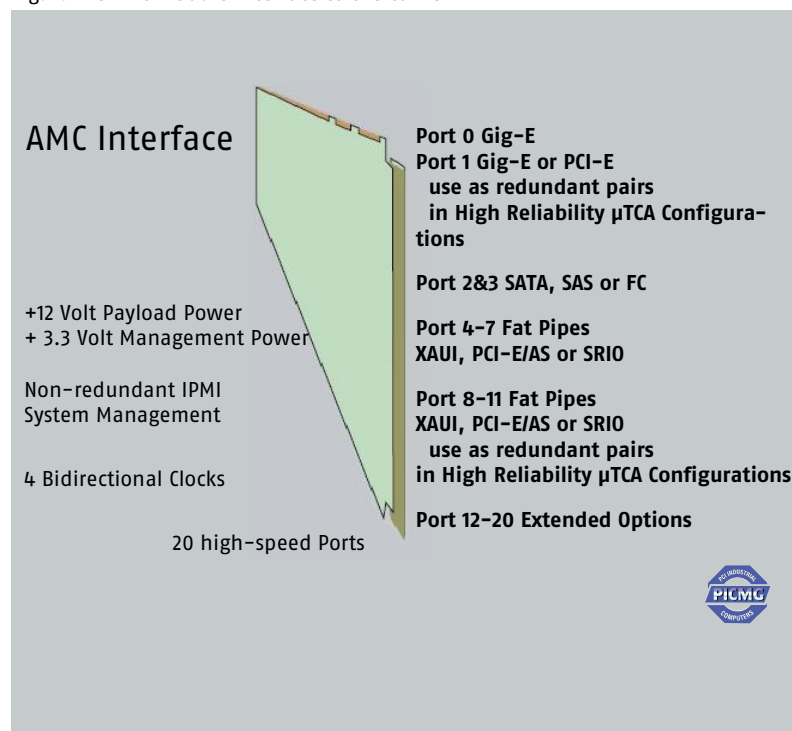 AMC Interface
+12 Volt Payload Power
+ 3.3 Volt Management Power
Non-redundant IPMI
System Management
4 Bidirectional Clocks
20 high-speed Ports
Port 0 Gig-E
Port 1 Gig-E or PCI-E
use as redundant pairs
in High Reliability µTCA Configura-
tions
Port 2&3 SATA, SAS or FC
Port 4-7 Fat Pipes
XAUI, PCI-E/AS or SRIO
Port 8-11 Fat Pipes
XAUI, PCI-E/AS or SRIO
use as redundant pairs
in High Reliability µTCA Configurations
Port 12-20 Extended Options
PCI INDUSTRIAL
PICMG
COMPUTERS